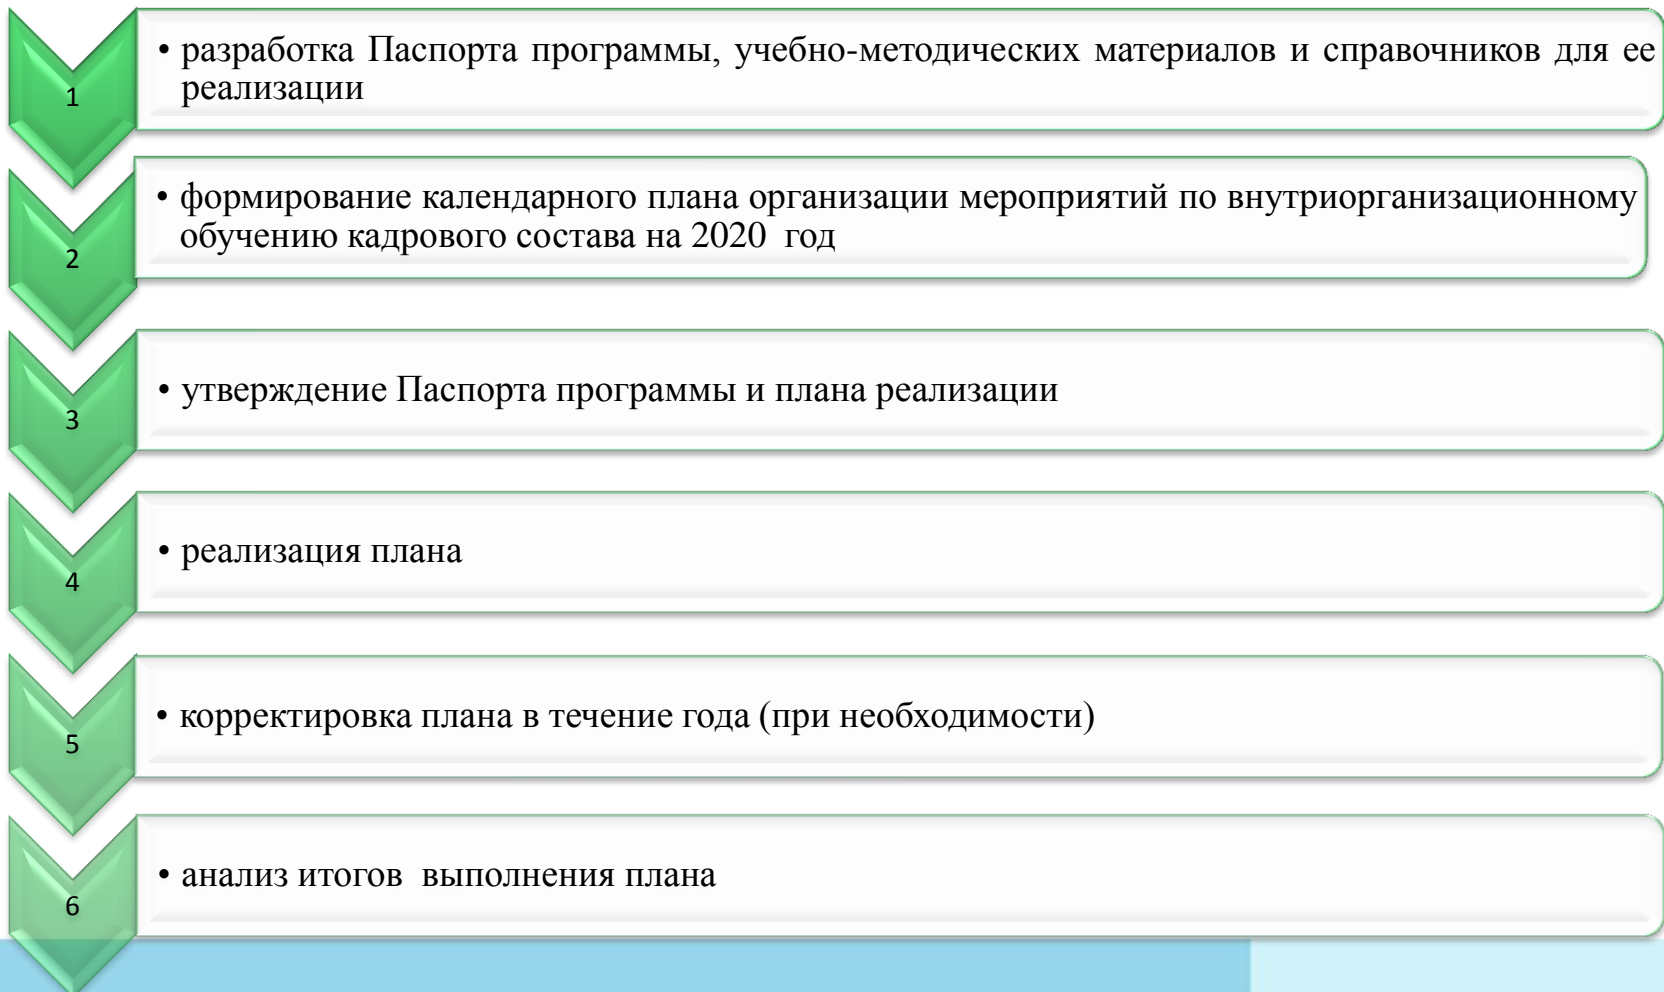 1
• разработка Паспорта программы, учебно-методических материалов и справочников для ее
реализации
2
• формирование календарного плана организации мероприятий по внутриорганизационному
обучению кадрового состава на 2020 год
3
• утверждение Паспорта программы и плана реализации
4
• реализация плана
5
• корректировка плана в течение года (при необходимости)
6
• анализ итогов выполнения плана